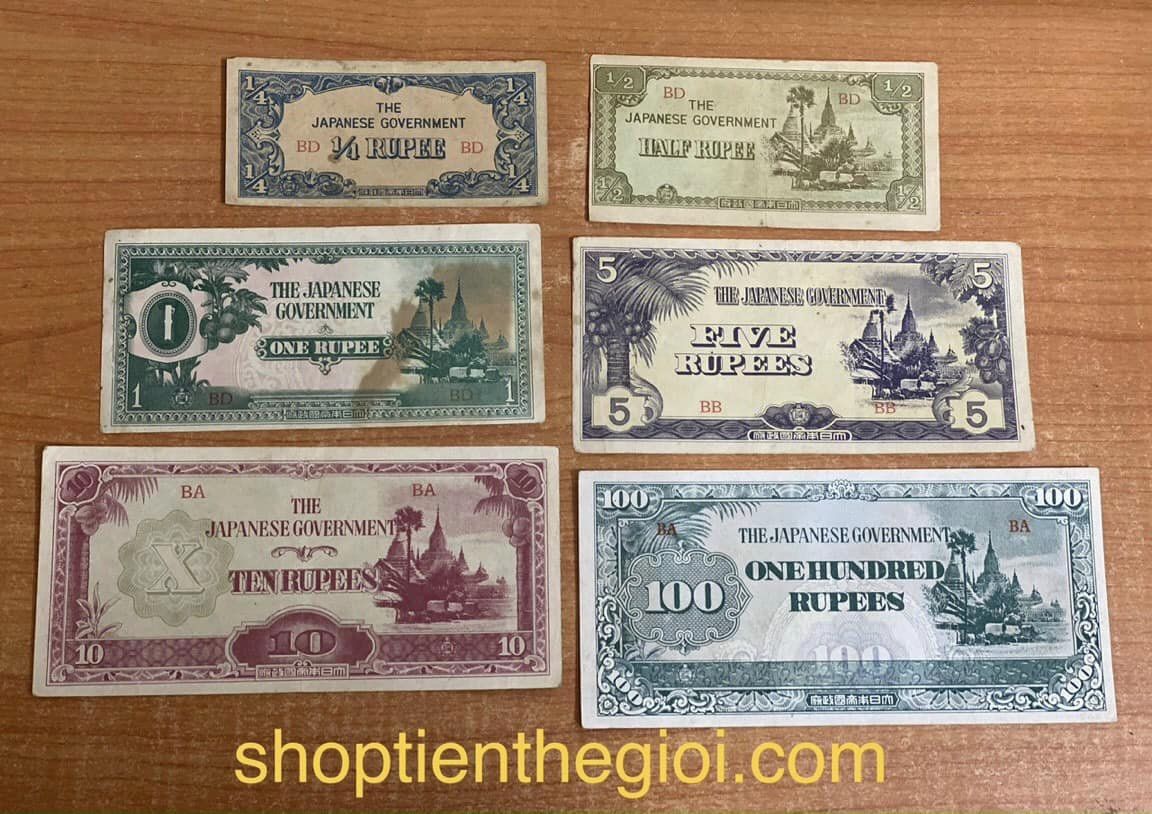 1/4
1/4
THE
JAPANESE GOVERNMENT
BD 1/4 RUPEE BD
1/4
1/4
大日本帝國政府
1/2
1/2
BD
BD
THE
JAPANESE GOVERNMENT
HALF RUPEE
1/2
1/2
大日本帝國政府
1
THE JAPANESE
GOVERNMENT
ONE RUPEE
1
BD
BD
1
大日本帝國政府
5
5
THE JAPANESE GOVERNMENT
FIVE
RUPEES
BB
BB
5
5
大日本帝國政府
10
10
BA
BA
THE
JAPANESE GOVERNMENT
X
TEN RUPEES
10
10
10
大日本帝國政府
100
100
BA
BA
THE JAPANESE GOVERNMENT
100
ONE HUNDRED
RUPEES
100
100
100
大日本帝國政府
shoptienthegioi.com